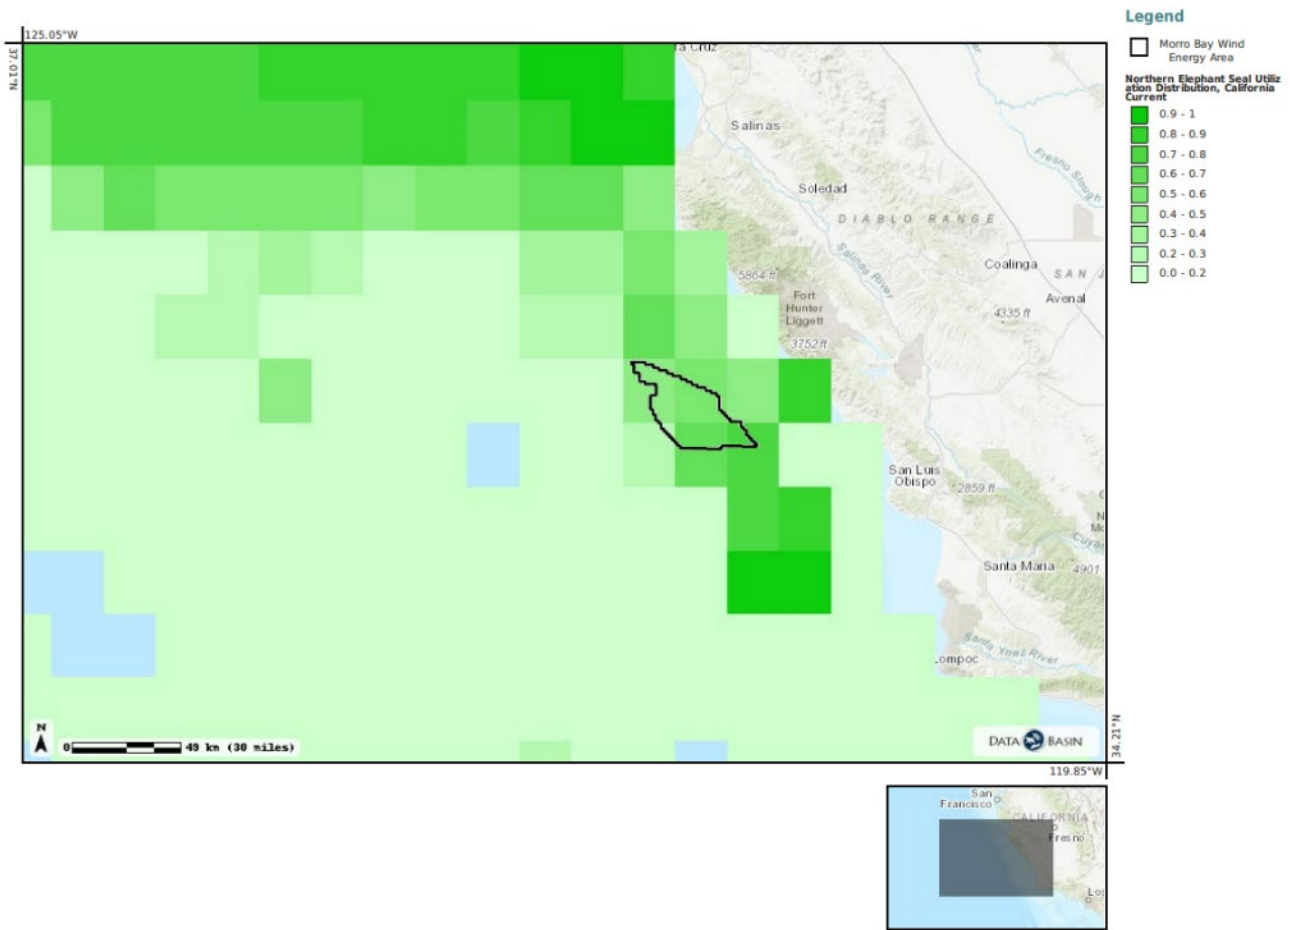 125.05°W
37.01°N
ta Cruz
Salinas
Fresno Slough
Soledad
DIABLO RANGE
Salinas River
Coalinga
SAN J
5864 ft
Avenal
Fort
Hunter
Liggett
4335 ft
3752 ft
San Luis
Obispo
2859 ft
N
Mo
Cuya
Santa Maria
4901
Santa Ynez River
Lompoc
N
0
49 km (30 miles)
DATA BASIN
34.21°N
119.85°W
Legend
Morro Bay Wind
Energy Area
Northern Elephant Seal Utiliz
ation Distribution, California
Current
0.9 - 1
0.8 - 0.9
0.7 - 0.8
0.6 - 0.7
0.5 - 0.6
0.4 - 0.5
0.3 - 0.4
0.2 - 0.3
0.0 - 0.2
San
Francisco
CALIFORNIA
Fresno
Los